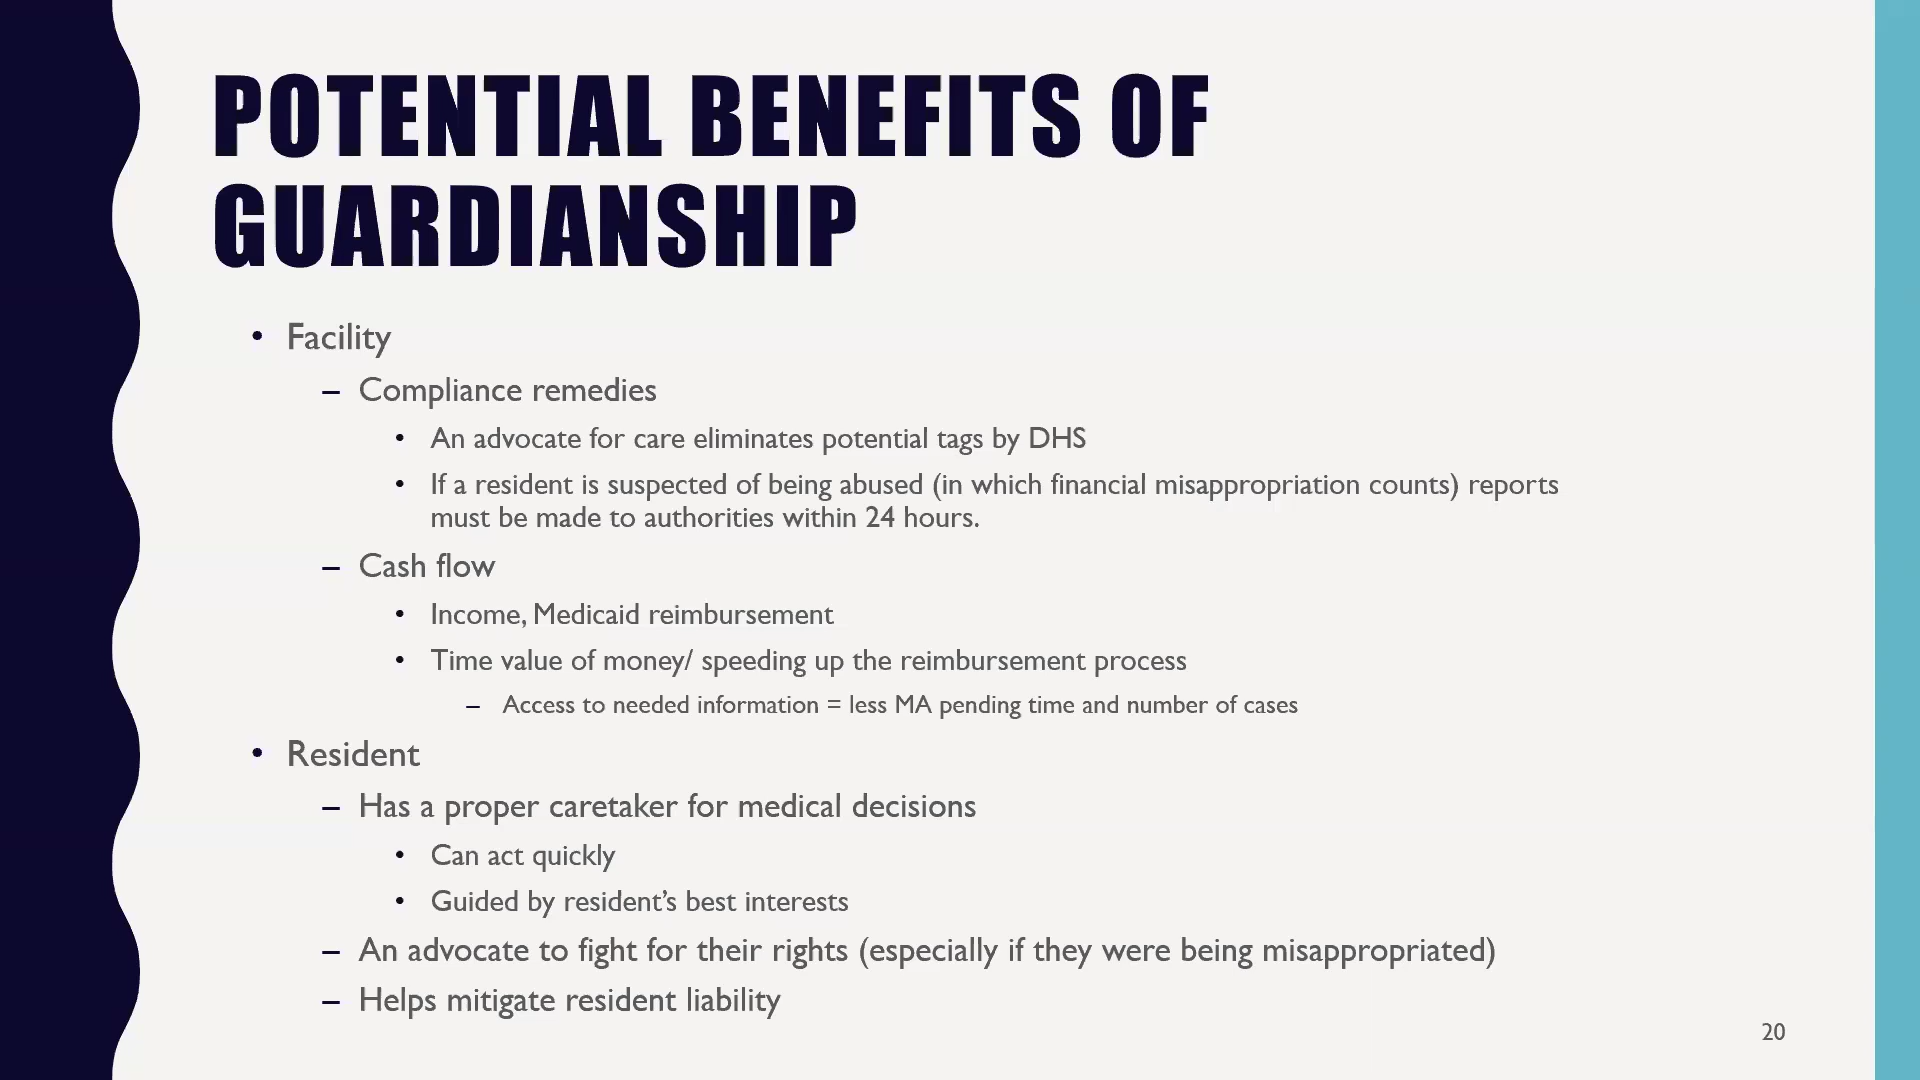 POTENTIAL BENEFITS OF
GUARDIANSHIP
• Facility
– Compliance remedies
• An advocate for care eliminates potential tags by DHS
• If a resident is suspected of being abused (in which financial misappropriation counts) reports
must be made to authorities within 24 hours.
– Cash flow
• Income, Medicaid reimbursement
• Time value of money/ speeding up the reimbursement process
– Access to needed information = less MA pending time and number of cases
• Resident
– Has a proper caretaker for medical decisions
• Can act quickly
• Guided by resident’s best interests
– An advocate to fight for their rights (especially if they were being misappropriated)
– Helps mitigate resident liability
20